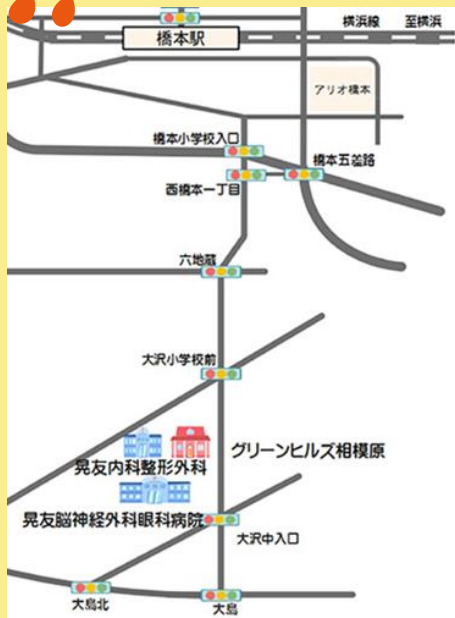 横浜線 至横浜
橋本駅
アリオ橋本
橋本小学校入口
橋本五差路
西橋本一丁目
六地蔵
大沢小学校前
グリーンヒルズ相模原
晃友内科整形外科
晃友脳神経外科眼科病院
大沢中入口
大島北
大島